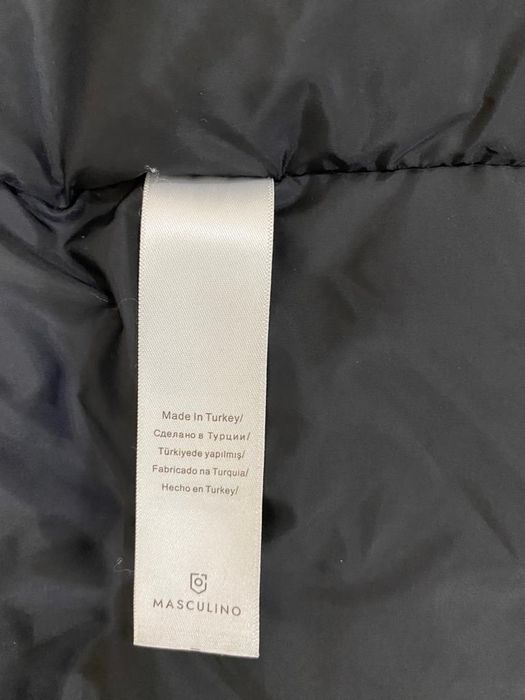 Made In Turkey/
Сделано в Турции/
Türkiyede yapılmış/
Fabricado na Turquia/
Hecho en Turkey/
MASCULINO